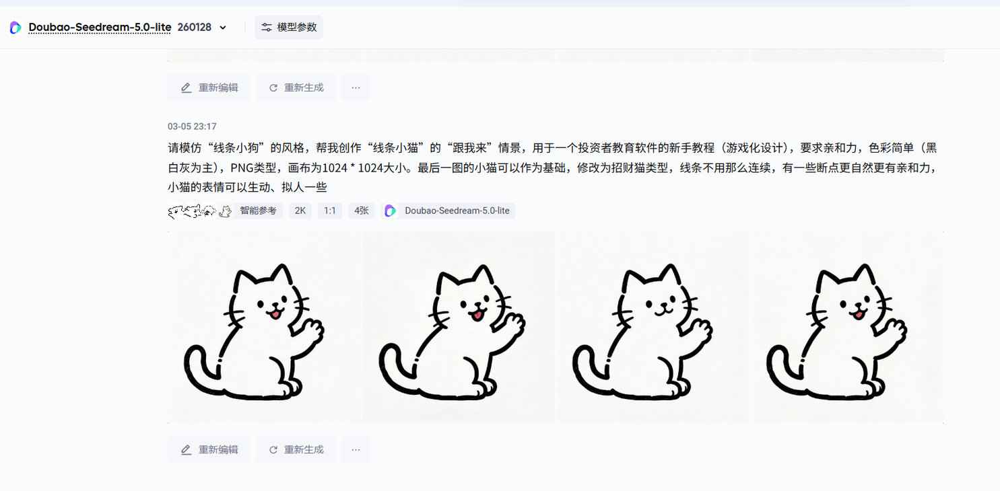 Doubao-Seedream-5.0-lite 260128 模型参数
重新编辑 重新生成 ···
03-05 23:17
请模仿“线条小狗”的风格，帮我创作“线条小猫”的“跟我来”情景，用于一个投资者教育软件的新手教程（游戏化设计），要求亲和力，色彩简单（黑
白灰为主），PNG类型，画布为1024 * 1024大小。最后一图的小猫可以作为基础，修改为招财猫类型，线条不用那么连续，有一些断点更自然更有亲和力，
小猫的表情可以生动、拟人一些
智能参考 2K 1:1 4张 Doubao-Seedream-5.0-lite
重新编辑 重新生成 ···